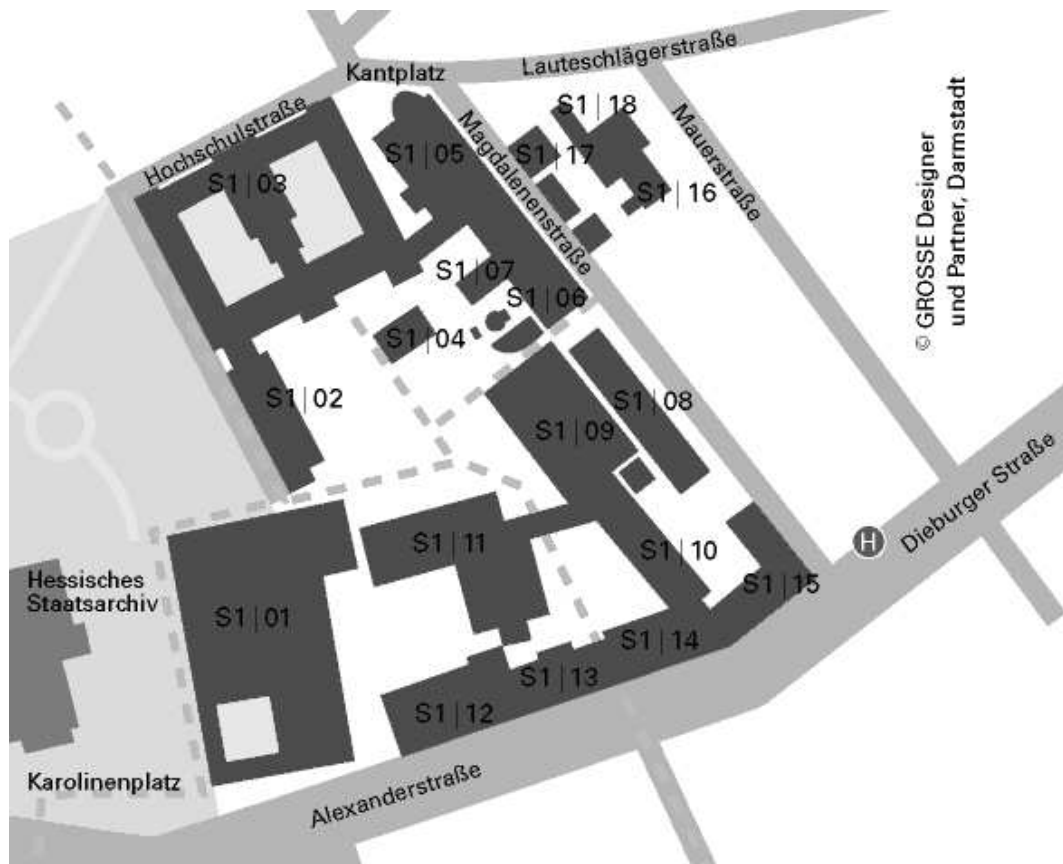 Lauteschlägerstraße
Kantplatz
Hochschulstraße
Magdalenenstraße
Mauerstraße
S1|18
S1|05
S1|17
S1|03
S1|16
© GROSSE Designer
und Partner, Darmstadt
S1|07
S1|06
S1|04
S1|02
S1|08
S1|09
Dieburger Straße
H
S1|11
S1|10
Hessisches
Staatsarchiv
S1|15
S1|01
S1|14
S1|13
S1|12
Karolinenplatz
Alexanderstraße